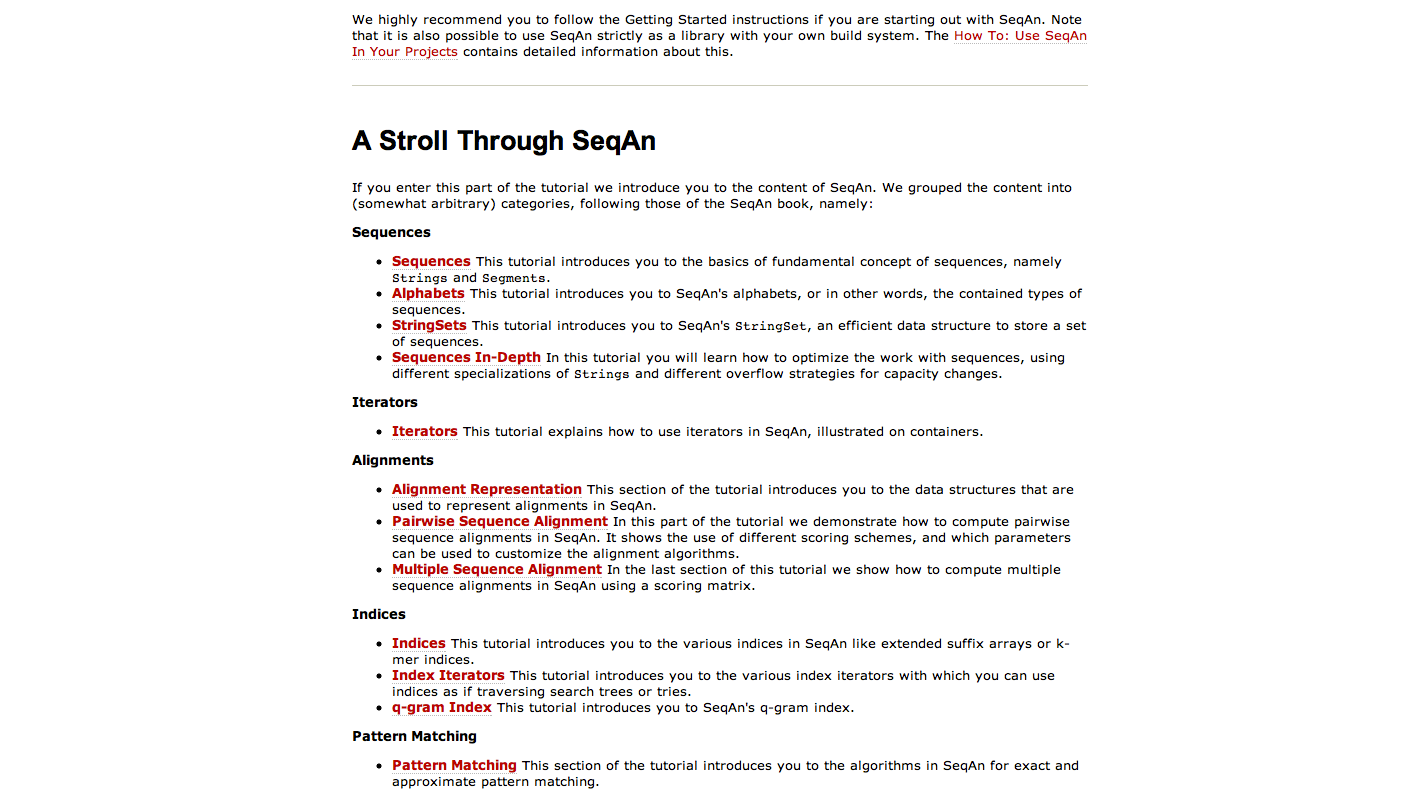 We highly recommend you to follow the Getting Started instructions if you are starting out with SeqAn. Note
that it is also possible to use SeqAn strictly as a library with your own build system. The How To: Use SeqAn
In Your Projects contains detailed information about this.
A Stroll Through SeqAn
If you enter this part of the tutorial we introduce you to the content of SeqAn. We grouped the content into
(somewhat arbitrary) categories, following those of the SeqAn book, namely:
Sequences
• Sequences This tutorial introduces you to the basics of fundamental concept of sequences, namely
Strings and Segments.
• Alphabets This tutorial introduces you to SeqAn's alphabets, or in other words, the contained types of
sequences.
• StringSets This tutorial introduces you to SeqAn's StringSet, an efficient data structure to store a set
of sequences.
• Sequences In-Depth In this tutorial you will learn how to optimize the work with sequences, using
different specializations of Strings and different overflow strategies for capacity changes.
Iterators
• Iterators This tutorial explains how to use iterators in SeqAn, illustrated on containers.
Alignments
• Alignment Representation This section of the tutorial introduces you to the data structures that are
used to represent alignments in SeqAn.
• Pairwise Sequence Alignment In this part of the tutorial we demonstrate how to compute pairwise
sequence alignments in SeqAn. It shows the use of different scoring schemes, and which parameters
can be used to customize the alignment algorithms.
• Multiple Sequence Alignment In the last section of this tutorial we show how to compute multiple
sequence alignments in SeqAn using a scoring matrix.
Indices
• Indices This tutorial introduces you to the various indices in SeqAn like extended suffix arrays or k-
mer indices.
• Index Iterators This tutorial introduces you to the various index iterators with which you can use
indices as if traversing search trees or tries.
• q-gram Index This tutorial introduces you to SeqAn's q-gram index.
Pattern Matching
• Pattern Matching This section of the tutorial introduces you to the algorithms in SeqAn for exact and
approximate pattern matching.